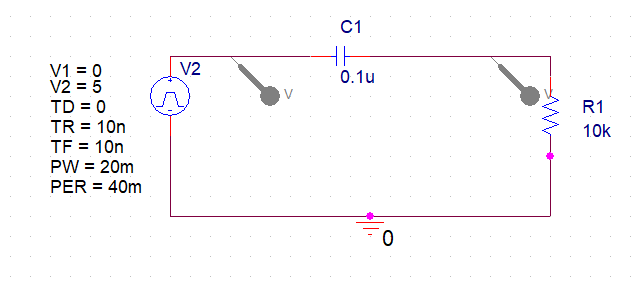 C1
V2
V1 = 0
V2 = 5
TD = 0
TR = 10n
TF = 10n
PW = 20m
PER = 40m
V
0.1u
V
R1
10k
0